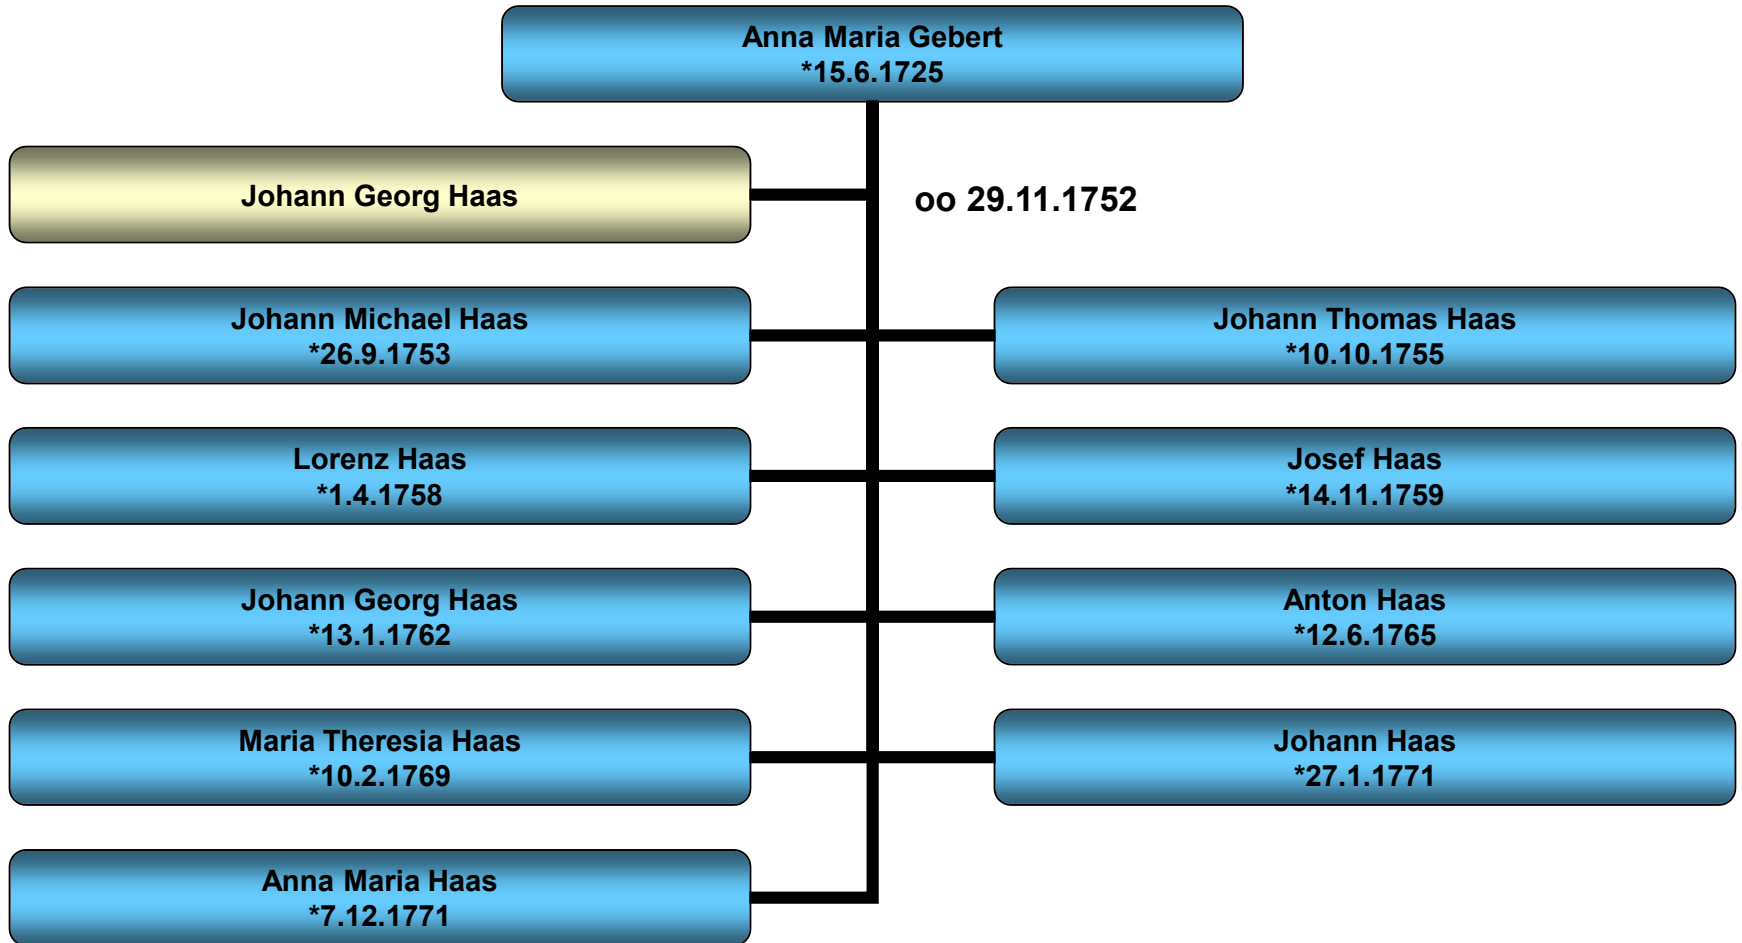 Anna Maria Gebert
*15.6.1725
Johann Georg Haas
oo 29.11.1752
Johann Michael Haas
*26.9.1753
Johann Thomas Haas
*10.10.1755
Lorenz Haas
*1.4.1758
Josef Haas
*14.11.1759
Johann Georg Haas
*13.1.1762
Anton Haas
*12.6.1765
Maria Theresia Haas
*10.2.1769
Johann Haas
*27.1.1771
Anna Maria Haas
*7.12.1771